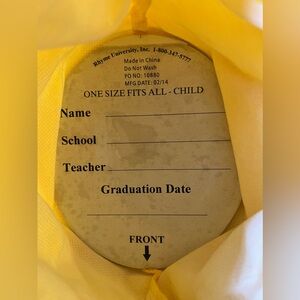 Rhyme University, Inc. 1-800-347-5777
Made in China
Do Not Wash
PO NO: 10880
MFG DATE: 02/14
ONE SIZE FITS ALL - CHILD
Name
School
Teacher
Graduation Date
FRONT